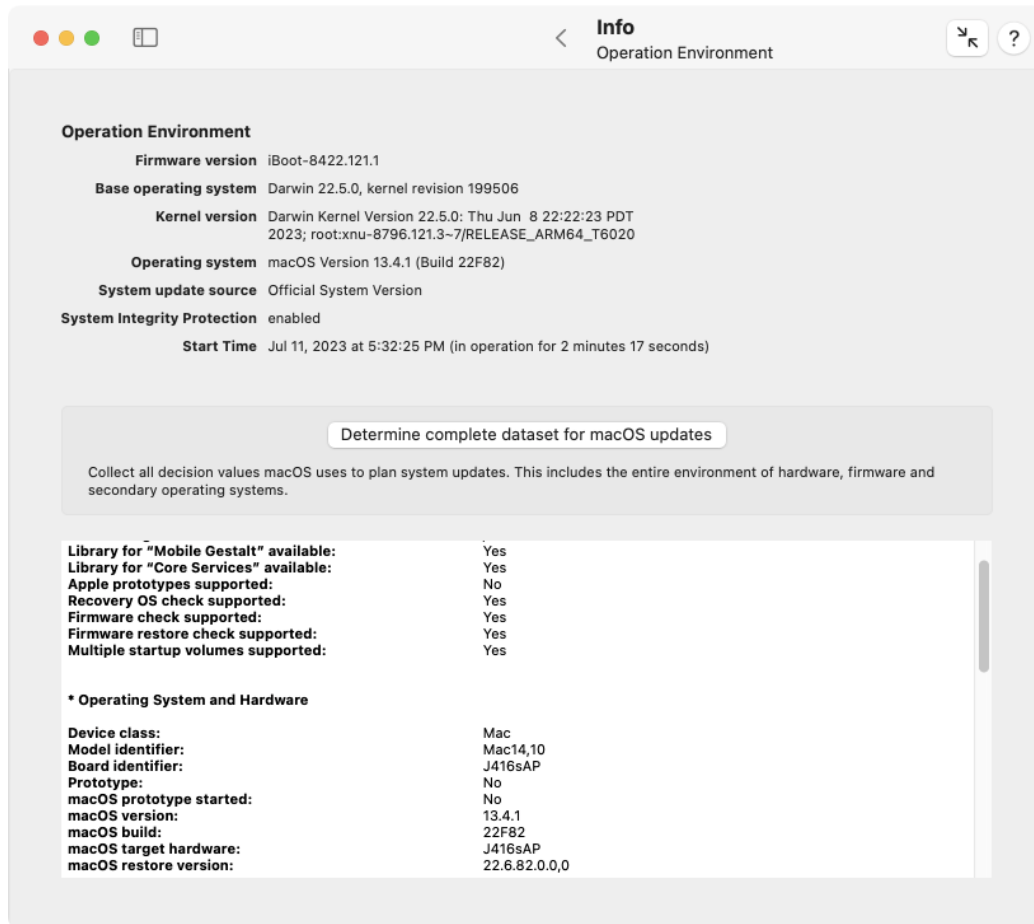 Info
Operation Environment
?
Operation Environment
Firmware version iBoot-8422.121.1
Base operating system Darwin 22.5.0, kernel revision 199506
Kernel version Darwin Kernel Version 22.5.0: Thu Jun  8 22:22:23 PDT
2023; root:xnu-8796.121.3~7/RELEASE_ARM64_T6020
Operating system macOS Version 13.4.1 (Build 22F82)
System update source Official System Version
System Integrity Protection enabled
Start Time Jul 11, 2023 at 5:32:25 PM (in operation for 2 minutes 17 seconds)
Determine complete dataset for macOS updates
Collect all decision values macOS uses to plan system updates. This includes the entire environment of hardware, firmware and
secondary operating systems.
Library for “Mobile Gestalt” available: Yes
Library for “Core Services” available: Yes
Apple prototypes supported: No
Recovery OS check supported: Yes
Firmware check supported: Yes
Firmware restore check supported: Yes
Multiple startup volumes supported: Yes
* Operating System and Hardware
Device class: Mac
Model identifier: Mac14,10
Board identifier: J416sAP
Prototype: No
macOS prototype started: No
macOS version: 13.4.1
macOS build: 22F82
macOS target hardware: J416sAP
macOS restore version: 22.6.82.0.0,0